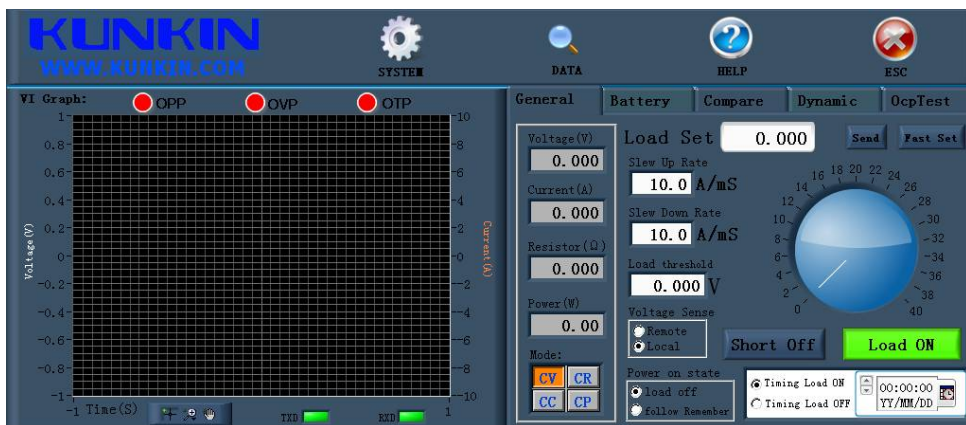 KUNKIN
WWW.KUNKIN.COM
SYSTEM
DATA
HELP
ESC
VI Graph:
OPP
OVP
OTP
1
0.8
0.6
0.4
0.2
0
-0.2
-0.4
-0.6
-0.8
-1
Voltage(V)
10
8
6
4
2
0
-2
-4
-6
-8
-10
Current(A)
-1
Time(S)
1
TXD
RXD
General
Battery
Compare
Dynamic
OcpTest
Voltage(V)
0.000
Current(A)
0.000
Resistor(Ω)
0.000
Power(W)
0.00
Mode:
CV
CR
CC
CP
Load Set
0.000
Send
Fast Set
Slew Up Rate
10.0 A/mS
Slew Down Rate
10.0 A/mS
Load threshold
0.000 V
Voltage Sense
Remote
Local
Power on state
load off
follow Remember
0
2
4
6
8
10
12
14
16
18
20
22
24
26
28
30
32
34
36
38
40
Short Off
Load ON
Timing Load ON
Timing Load OFF
00:00:00
YY/MM/DD